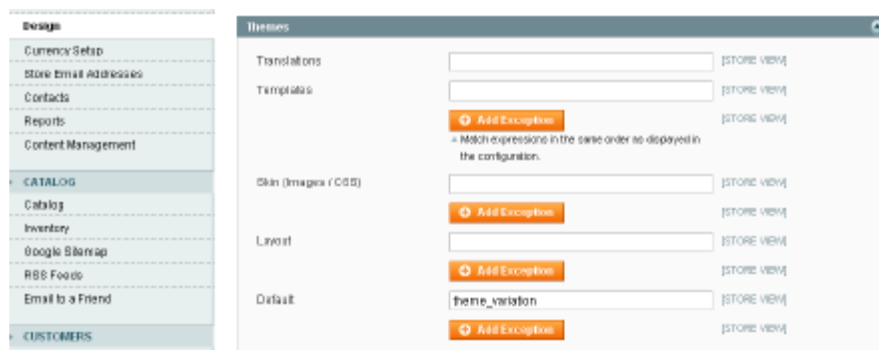 Design
Currency Setup
Store Email Addresses
Contacts
Reports
Content Management
CATALOG
Catalog
Inventory
Google Sitemap
RSS Feeds
Email to a Friend
CUSTOMERS
Themes
Translations [STORE VIEW]
Templates [STORE VIEW]
Add Exception [STORE VIEW]
Match expressions in the same order as displayed in
the configuration.
Skin (Images / CSS) [STORE VIEW]
Add Exception [STORE VIEW]
Layout [STORE VIEW]
Add Exception [STORE VIEW]
Default theme_variation [STORE VIEW]
Add Exception [STORE VIEW]